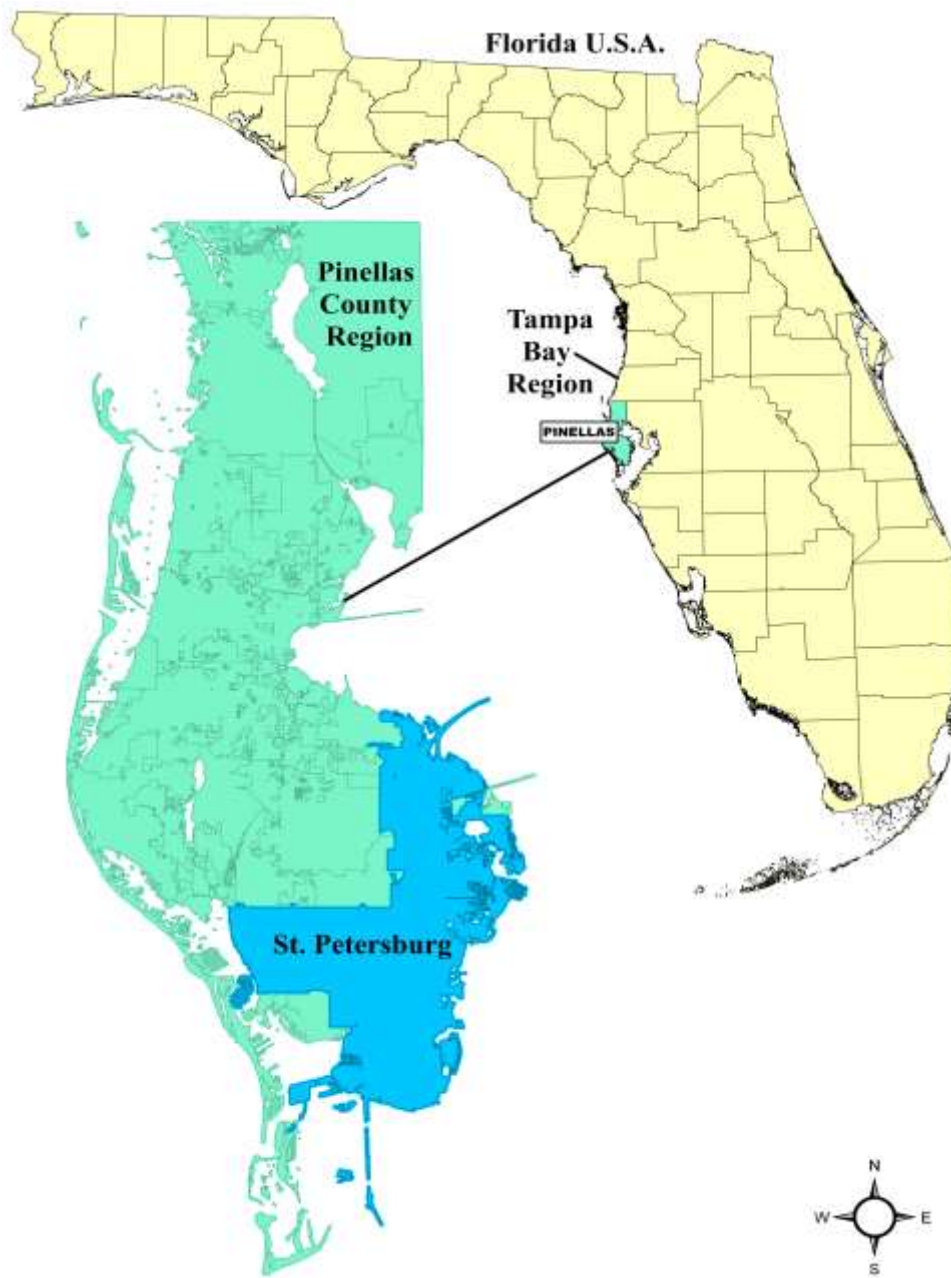 Florida U.S.A.
Pinellas
County
Region
Tampa
Bay
Region
PINELLAS
St. Petersburg
N
W
E
S